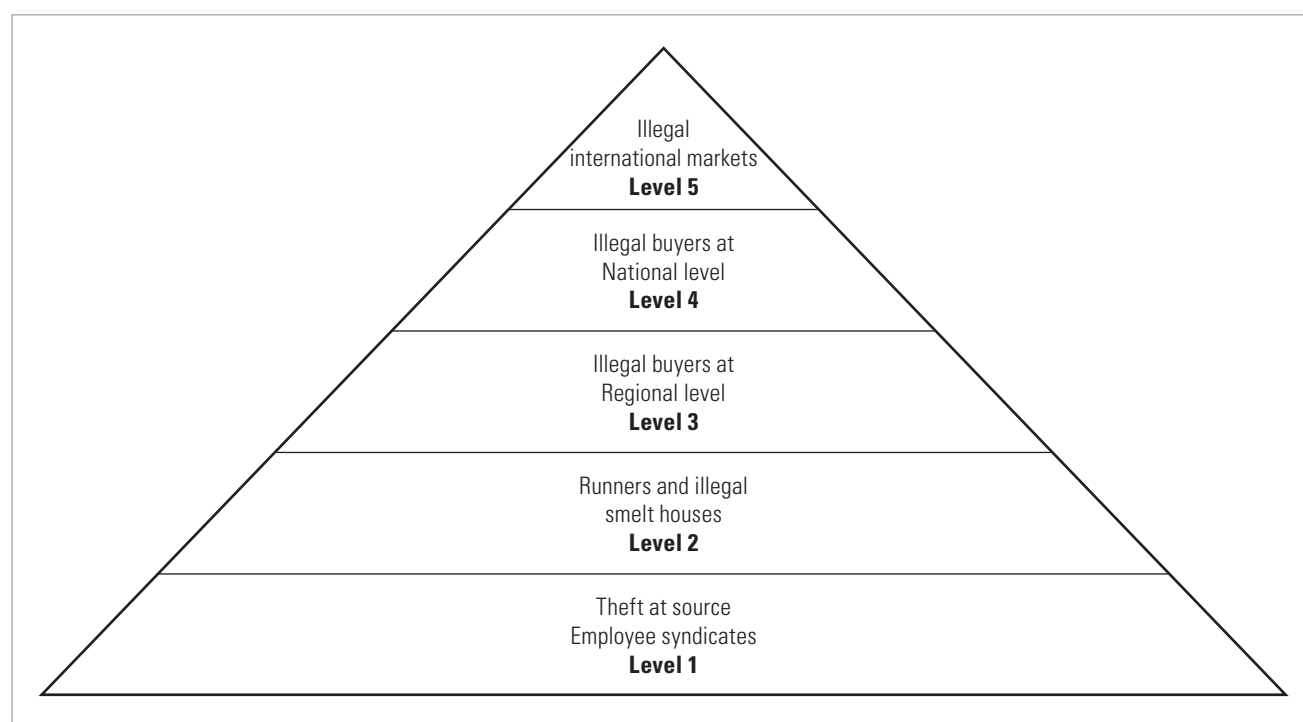 Illegal
international markets
Level 5
Illegal buyers at
National level
Level 4
Illegal buyers at
Regional level
Level 3
Runners and illegal
smelt houses
Level 2
Theft at source
Employee syndicates
Level 1